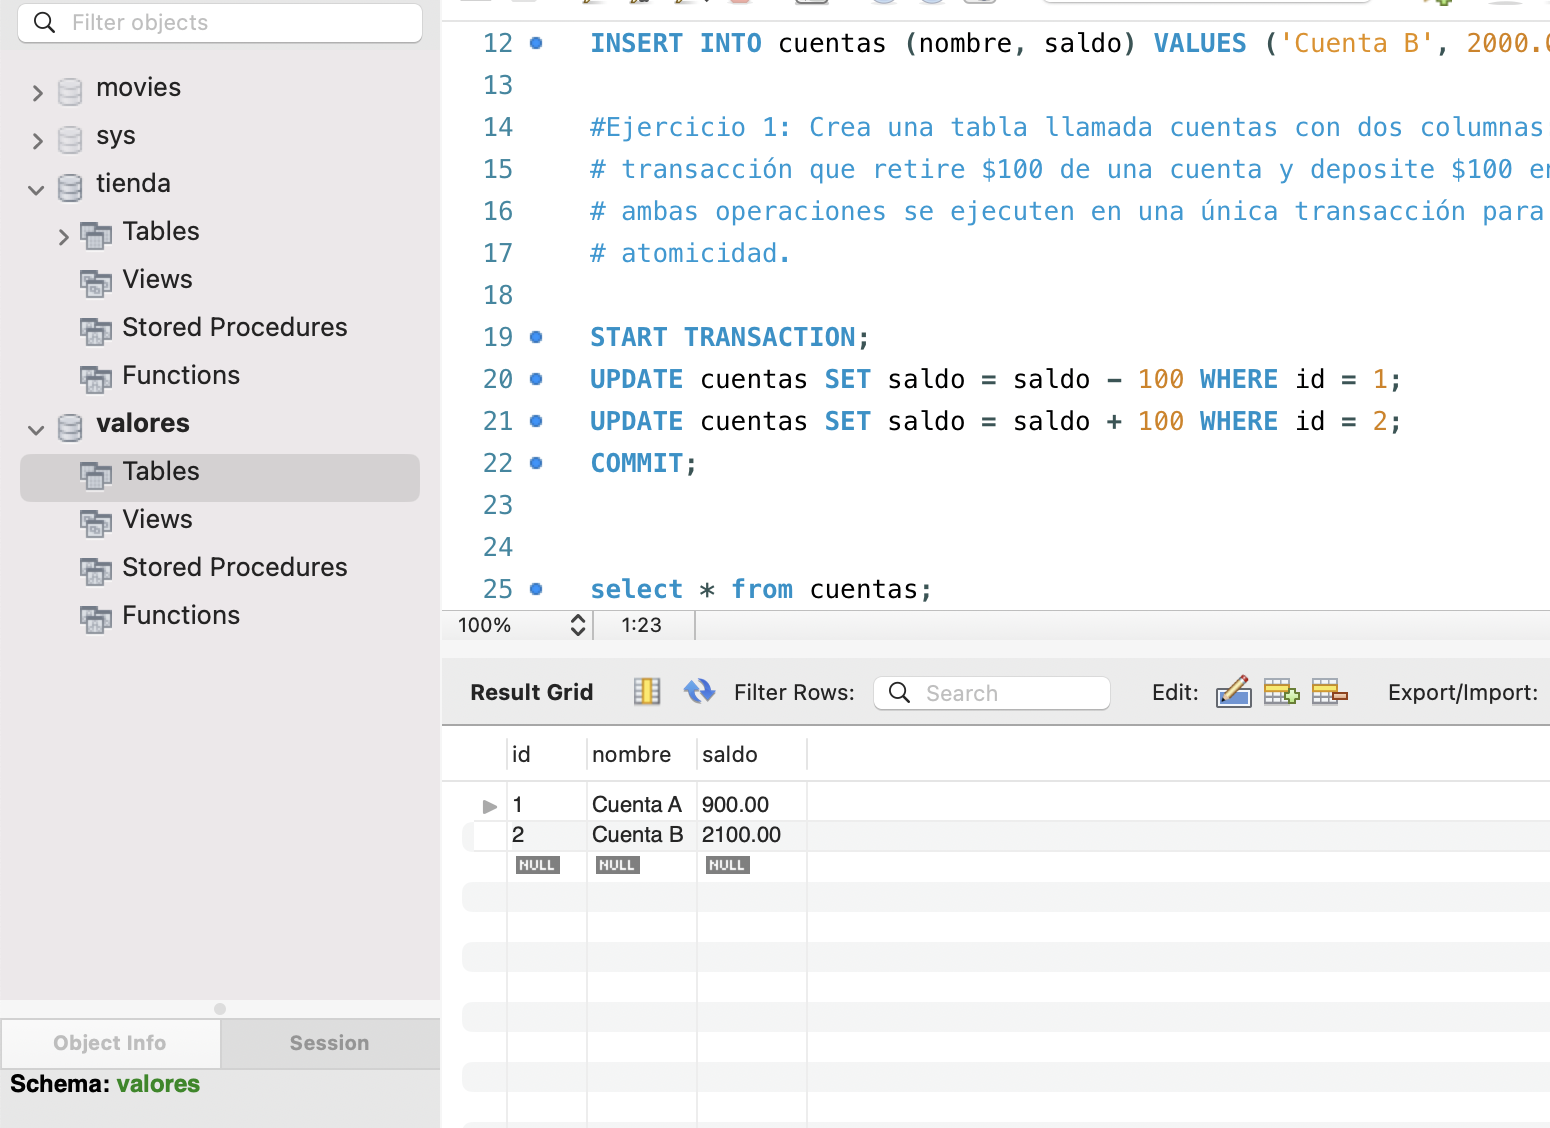 Filter objects
movies
sys
tienda
Tables
Views
Stored Procedures
Functions
valores
Tables
Views
Stored Procedures
Functions
Object Info Session
Schema: valores
12 INSERT INTO cuentas (nombre, saldo) VALUES ('Cuenta B', 2000.
13
14 #Ejercicio 1: Crea una tabla llamada cuentas con dos columnas
15 # transacción que retire $100 de una cuenta y deposite $100 en
16 # ambas operaciones se ejecuten en una única transacción para
17 # atomicidad.
18
19 START TRANSACTION;
20 UPDATE cuentas SET saldo = saldo - 100 WHERE id = 1;
21 UPDATE cuentas SET saldo = saldo + 100 WHERE id = 2;
22 COMMIT;
23
24
25 select * from cuentas;
100% 1:23
Result Grid Filter Rows: Search Edit: Export/Import:
id nombre saldo
1 Cuenta A 900.00
2 Cuenta B 2100.00
NULL NULL NULL